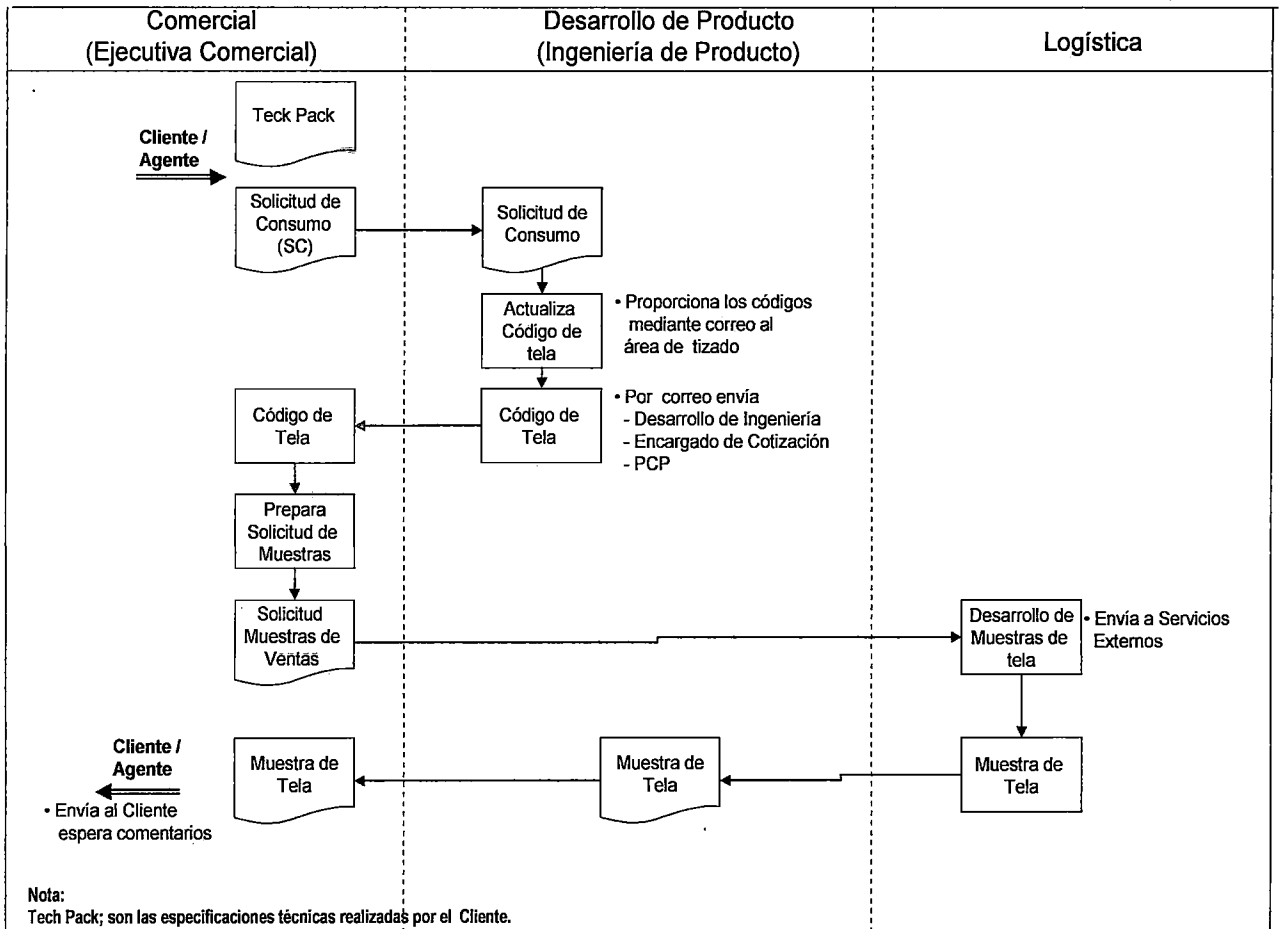 Comercial
(Ejecutiva Comercial)
Desarrollo de Producto
(Ingeniería de Producto)
Logística
Teck Pack
Cliente /
Agente
Solicitud de
Consumo
(SC)
Solicitud de
Consumo
Actualiza
Código de
tela
• Proporciona los códigos
mediante correo al
área de tizado
Código de
Tela
Código de
Tela
• Por correo envía
- Desarrollo de Ingeniería
- Encargado de Cotización
- PCP
Prepara
Solicitud de
Muestras
Solicitud
Muestras de
Ventas
Desarrollo de
Muestras de
tela
• Envía a Servicios
Externos
Cliente /
Agente
• Envía al Cliente
espera comentarios
Muestra de
Tela
Muestra de
Tela
Muestra de
Tela
Nota:
Tech Pack; son las especificaciones técnicas realizadas por el Cliente.